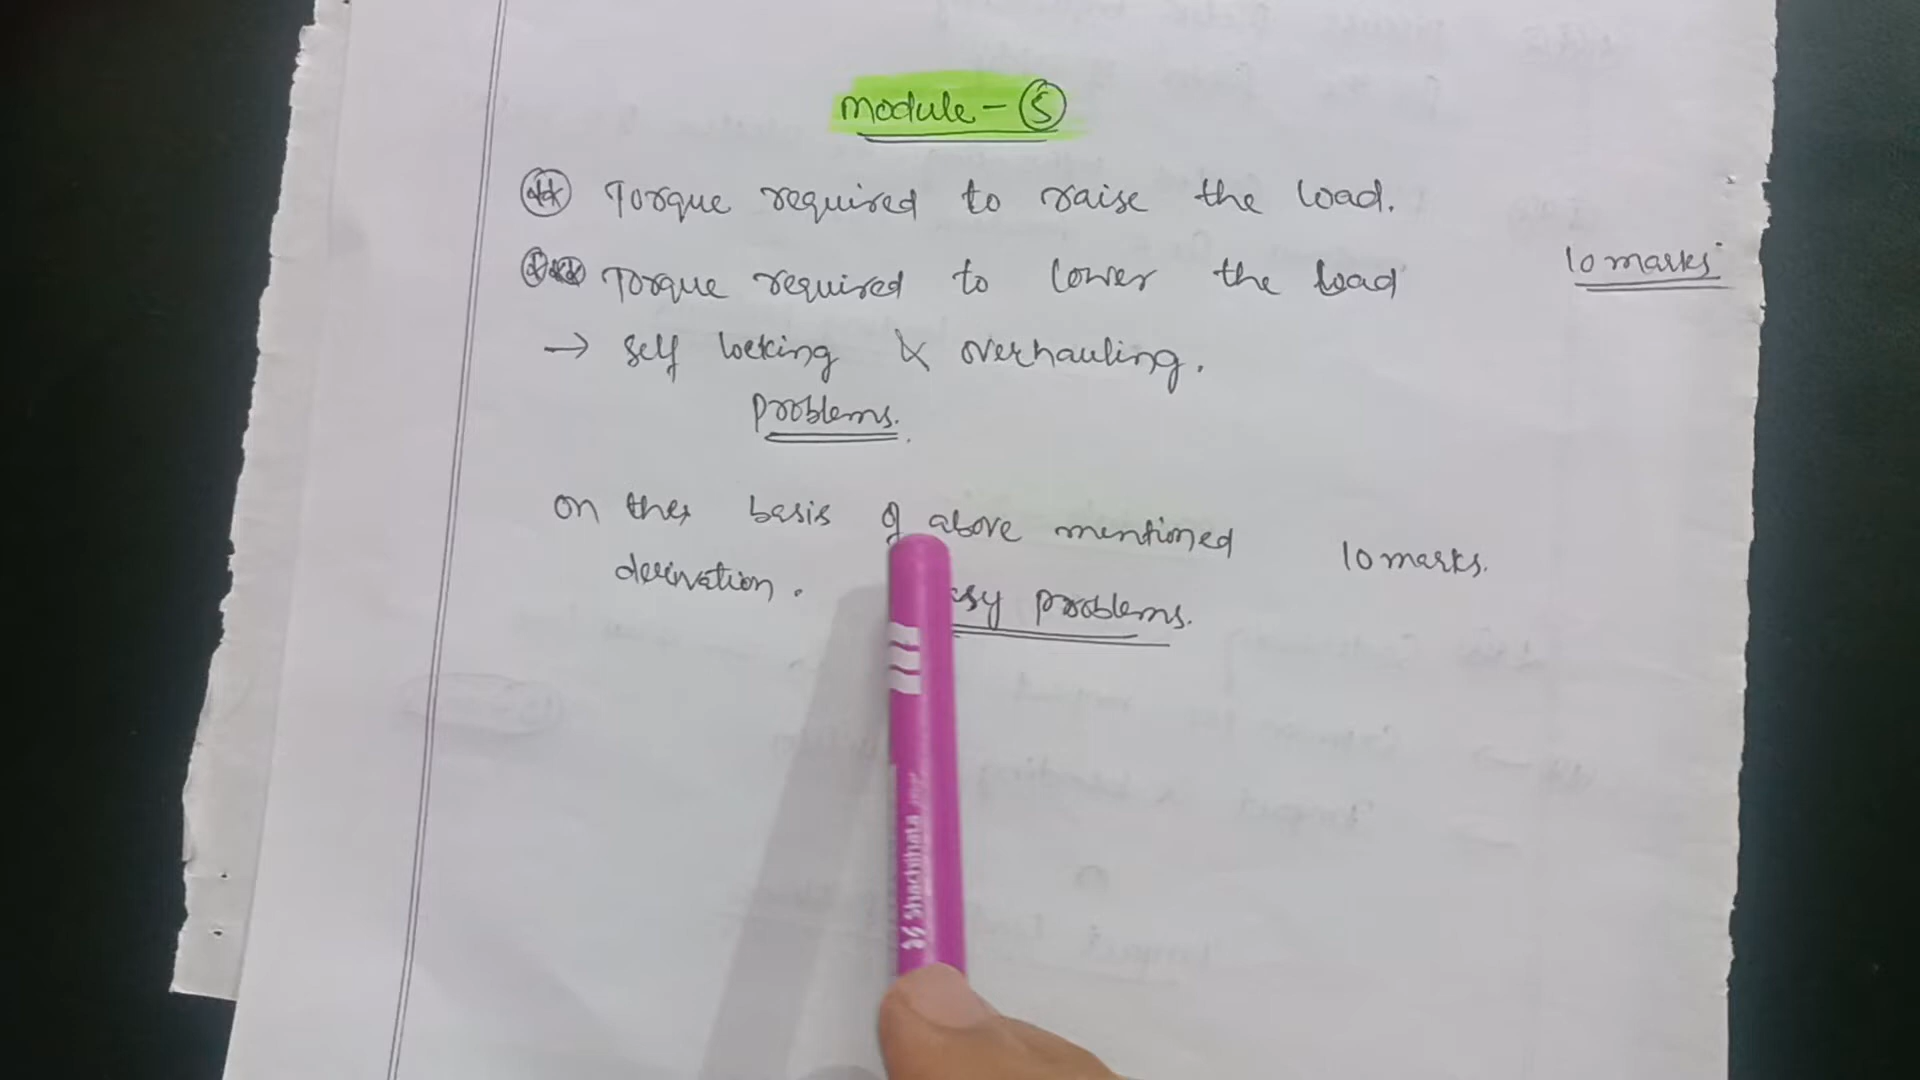 Module - 5
Torque required to raise the load.
10 marks
Torque required to lower the load
→ Self locking & overhauling.
Problems.
on the basis of above mentioned 10 marks.
derivation. problems.
Shachihata